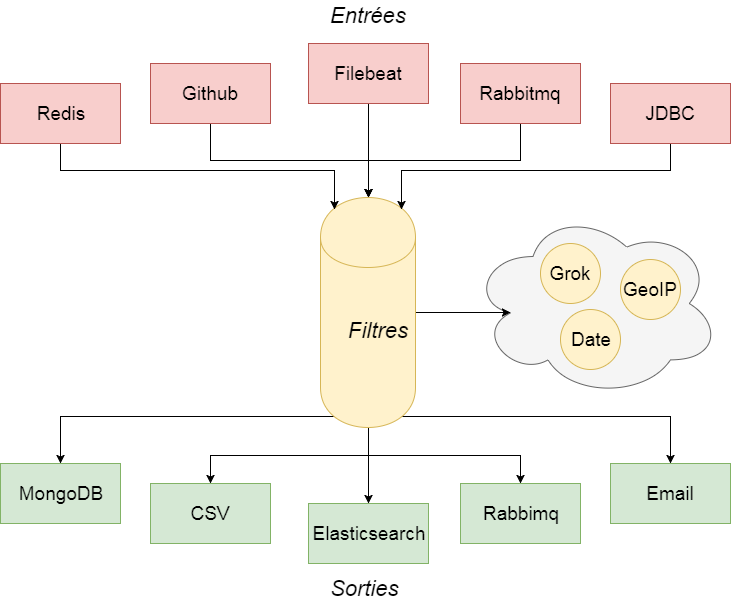 Entrées
Redis
Github
Filebeat
Rabbitmq
JDBC
Filtres
Grok
GeoIP
Date
MongoDB
CSV
Elasticsearch
Rabbimq
Email
Sorties